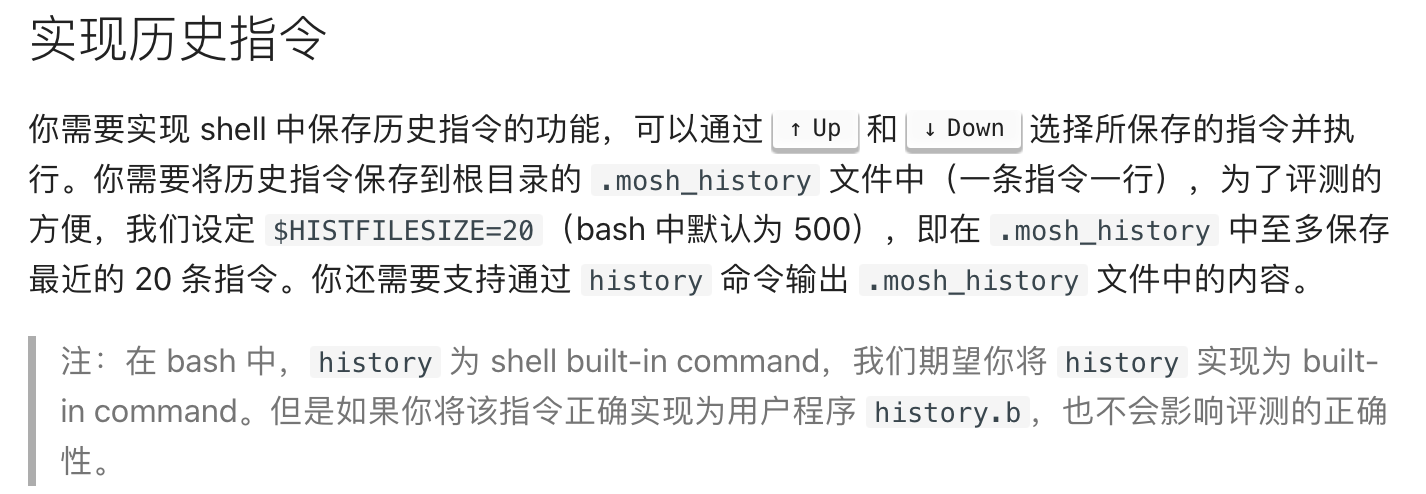 实现历史指令
你需要实现 shell 中保存历史指令的功能，可以通过 ↑ Up 和 ↓ Down 选择所保存的指令并执
行。你需要将历史指令保存到根目录的 .mosh_history 文件中（一条指令一行），为了评测的
方便，我们设定 $HISTFILESIZE=20（bash 中默认为 500），即在 .mosh_history 中至多保存
最近的 20 条指令。你还需要支持通过 history 命令输出 .mosh_history 文件中的内容。
注：在 bash 中，history 为 shell built-in command，我们期望你将 history 实现为 built-
in command。但是如果你将该指令正确实现为用户程序 history.b，也不会影响评测的正确
性。